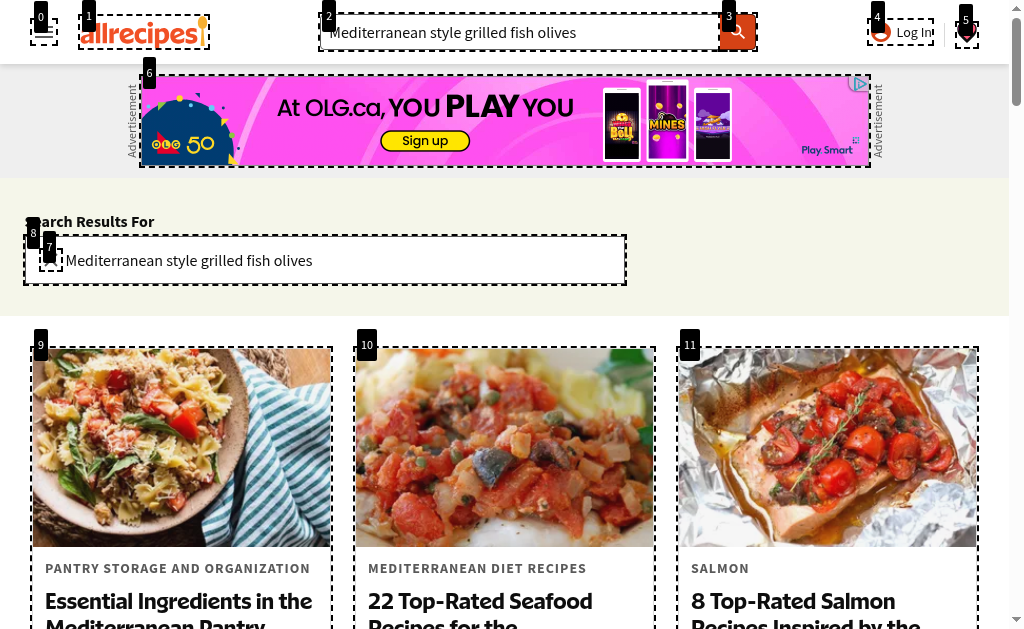 0
1
allrecipes
2
Mediterranean style grilled fish olives
3
4
Log In
5
6
Advertisement
OLG 50
At OLG.ca, YOU PLAY YOU
Sign up
MINES
Play Smart
Advertisement
Search Results For
8
7
Mediterranean style grilled fish olives
9
10
11
PANTRY STORAGE AND ORGANIZATION
Essential Ingredients in the
Mediterranean Pantry
MEDITERRANEAN DIET RECIPES
22 Top-Rated Seafood
Recipes for the
SALMON
8 Top-Rated Salmon
Recipes Inspired by the